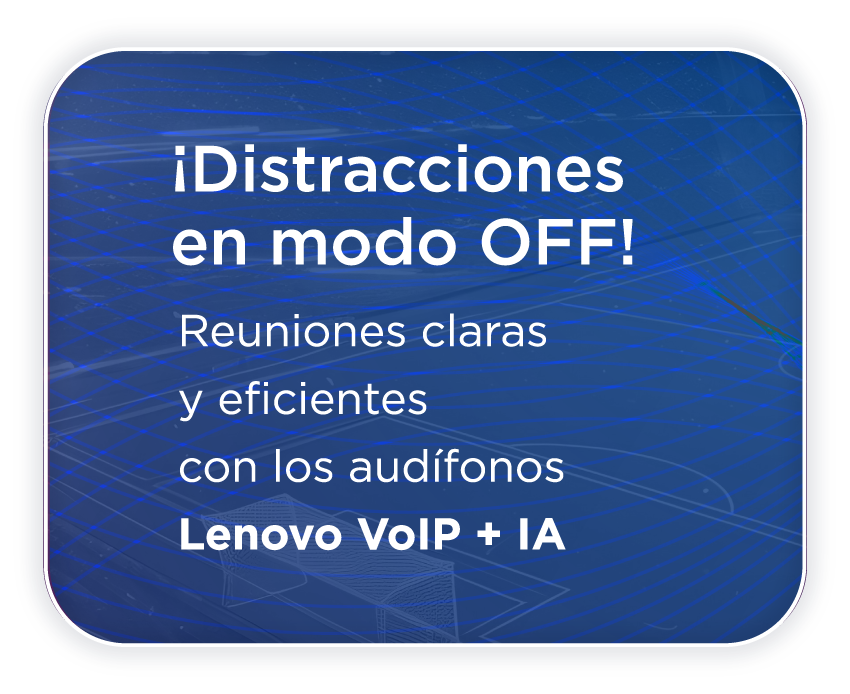 ¡Distracciones
en modo OFF!
Reuniones claras
y eficientes
con los audífonos
Lenovo VoIP + IA